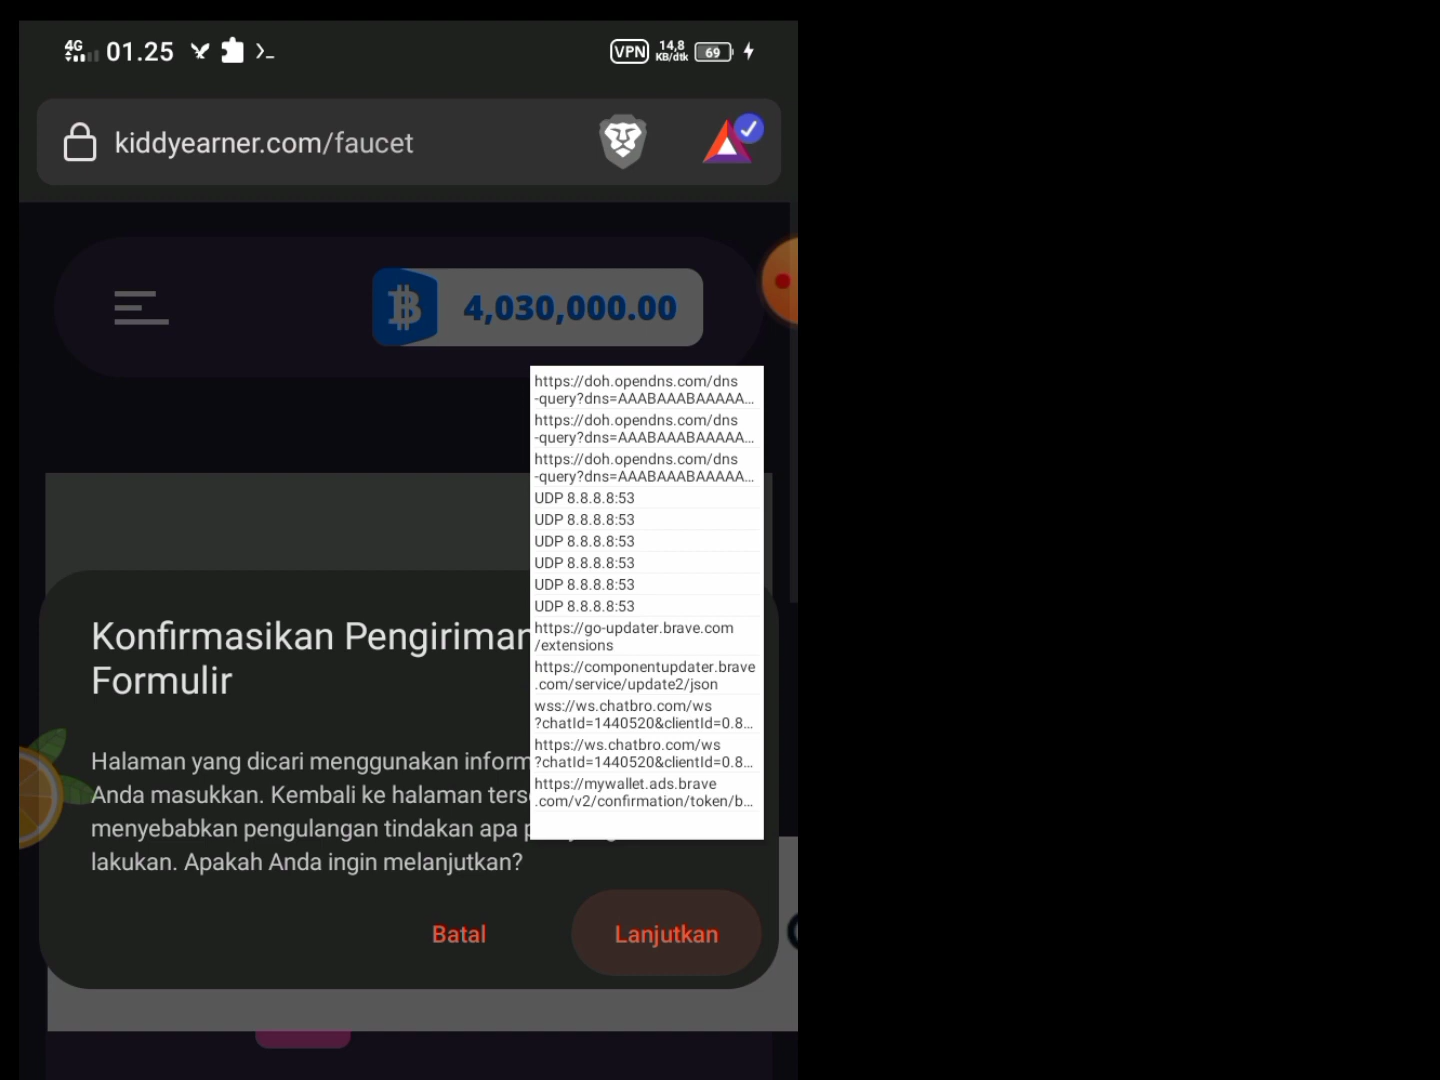 4G 01.25 VPN 14,8 KB/dtk 69
kiddyearner.com/faucet
4,030,000.00
https://doh.opendns.com/dns
-query?dns=AAABAAABAAAAA…
https://doh.opendns.com/dns
-query?dns=AAABAAABAAAAA…
https://doh.opendns.com/dns
-query?dns=AAABAAABAAAAA…
UDP 8.8.8.8:53
UDP 8.8.8.8:53
UDP 8.8.8.8:53
UDP 8.8.8.8:53
UDP 8.8.8.8:53
UDP 8.8.8.8:53
https://go-updater.brave.com
/extensions
https://componentupdater.brave
.com/service/update2/json
wss://ws.chatbro.com/ws
?chatId=1440520&clientId=0.8…
https://ws.chatbro.com/ws
?chatId=1440520&clientId=0.8…
https://mywallet.ads.brave
.com/v2/confirmation/token/b…
Konfirmasikan Pengiriman
Formulir
Halaman yang dicari menggunakan
Anda masukkan. Kembali ke halaman
menyebabkan pengulangan tindakan apa
lakukan. Apakah Anda ingin melanjutkan?
Batal
Lanjutkan